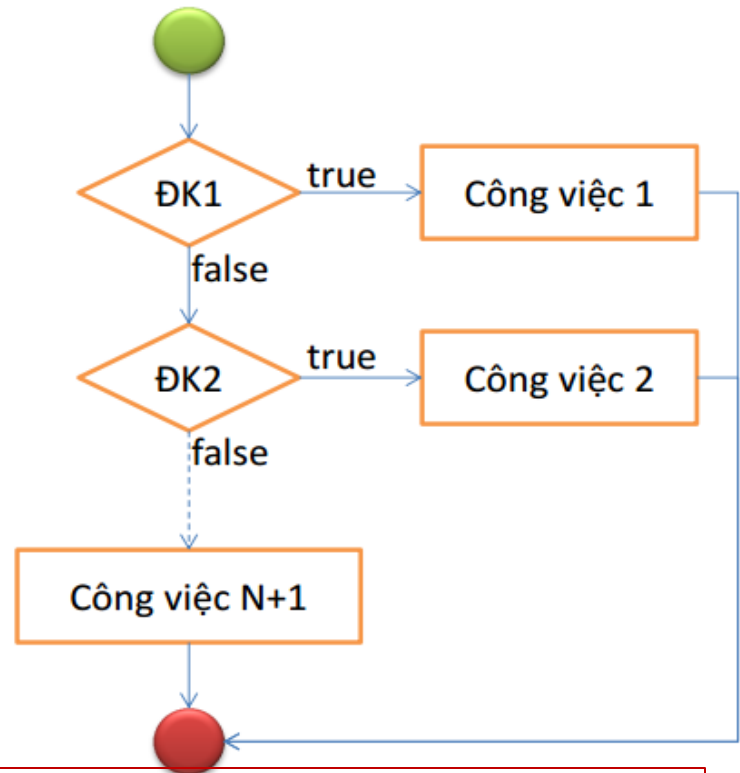 ĐK1
true
Công việc 1
false
ĐK2
true
Công việc 2
false
Công việc N+1